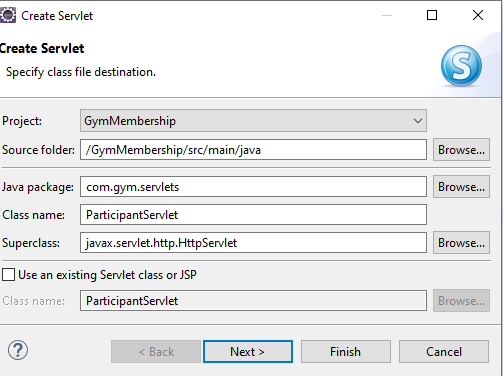 Create Servlet
Create Servlet
Specify class file destination.
S
Project: GymMembership
Source folder: /GymMembership/src/main/java Browse...
Java package: com.gym.servlets Browse...
Class name: ParticipantServlet
Superclass: javax.servlet.http.HttpServlet Browse...
Use an existing Servlet class or JSP
Class name: ParticipantServlet Browse...
? < Back Next > Finish Cancel